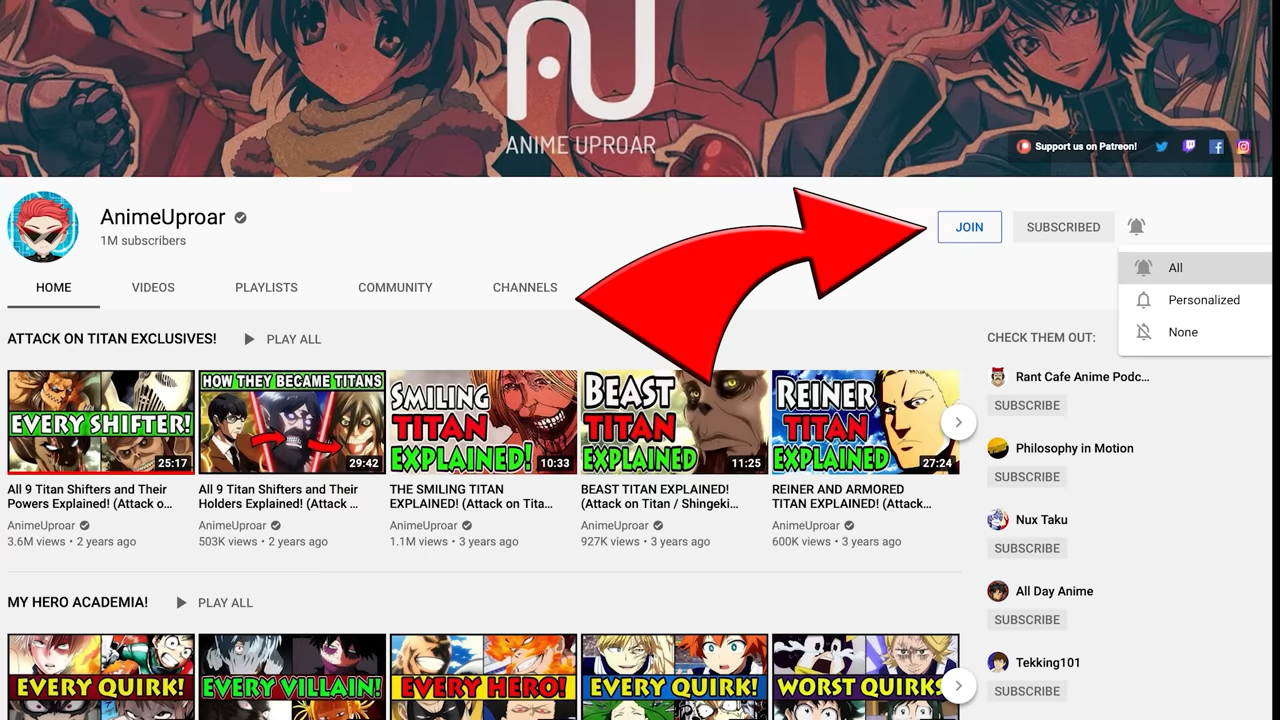 ANIME UPROAR
Support us on Patreon!
AnimeUproar
1M subscribers
JOIN
SUBSCRIBED
All
Personalized
None
HOME
VIDEOS
PLAYLISTS
COMMUNITY
CHANNELS
ATTACK ON TITAN EXCLUSIVES!
PLAY ALL
EVERY SHIFTER!
25:17
All 9 Titan Shifters and Their
Powers Explained! (Attack o...
AnimeUproar
3.6M views • 2 years ago
HOW THEY BECAME TITANS
29:42
All 9 Titan Shifters and Their
Holders Explained! (Attack ...
AnimeUproar
503K views • 2 years ago
SMILING
TITAN
EXPLAINED!
10:33
THE SMILING TITAN
EXPLAINED! (Attack on Tita...
AnimeUproar
1.1M views • 3 years ago
BEAST
TITAN
EXPLAINED
11:25
BEAST TITAN EXPLAINED!
(Attack on Titan / Shingeki...
AnimeUproar
927K views • 3 years ago
REINER
TITAN
EXPLAINED
27:24
REINER AND ARMORED
TITAN EXPLAINED! (Attack...
AnimeUproar
600K views • 3 years ago
MY HERO ACADEMIA!
PLAY ALL
EVERY QUIRK!
EVERY VILLAIN!
EVERY HERO!
EVERY QUIRK!
WORST QUIRKS
CHECK THEM OUT:
Rant Cafe Anime Podc...
SUBSCRIBE
Philosophy in Motion
SUBSCRIBE
Nux Taku
SUBSCRIBE
All Day Anime
SUBSCRIBE
Tekking101
SUBSCRIBE